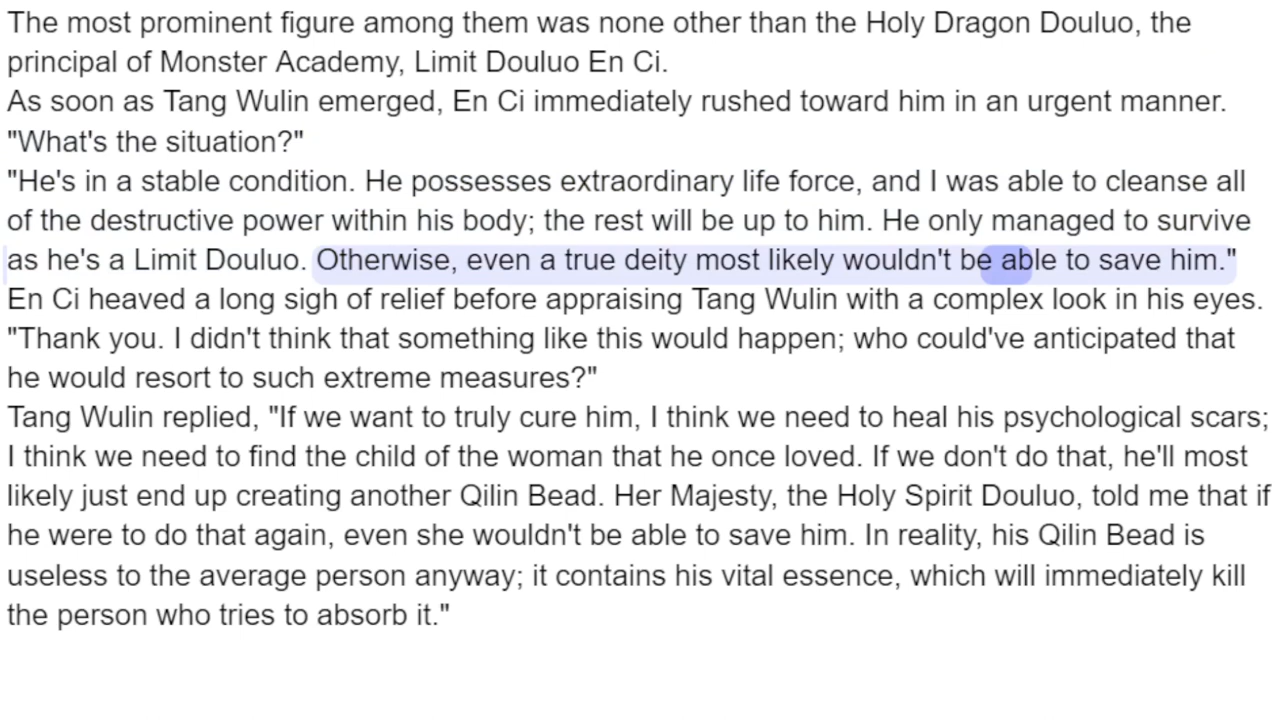 The most prominent figure among them was none other than the Holy Dragon Douluo, the
principal of Monster Academy, Limit Douluo En Ci.
As soon as Tang Wulin emerged, En Ci immediately rushed toward him in an urgent manner.
"What's the situation?"
"He's in a stable condition. He possesses extraordinary life force, and I was able to cleanse all
of the destructive power within his body; the rest will be up to him. He only managed to survive
as he's a Limit Douluo. Otherwise, even a true deity most likely wouldn't be able to save him."
En Ci heaved a long sigh of relief before appraising Tang Wulin with a complex look in his eyes.
"Thank you. I didn't think that something like this would happen; who could've anticipated that
he would resort to such extreme measures?"
Tang Wulin replied, "If we want to truly cure him, I think we need to heal his psychological scars;
I think we need to find the child of the woman that he once loved. If we don't do that, he'll most
likely just end up creating another Qilin Bead. Her Majesty, the Holy Spirit Douluo, told me that if
he were to do that again, even she wouldn't be able to save him. In reality, his Qilin Bead is
useless to the average person anyway; it contains his vital essence, which will immediately kill
the person who tries to absorb it."